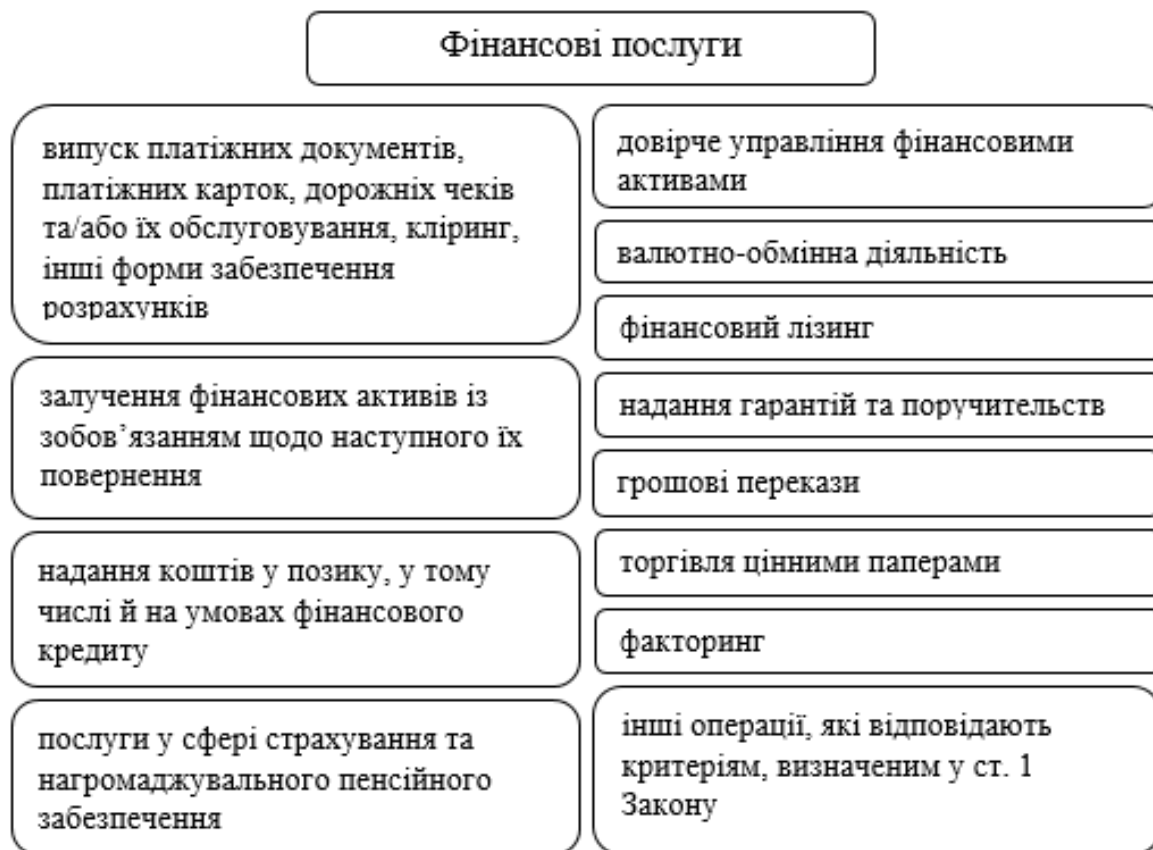 Фінансові послуги
випуск платіжних документів,
платіжних карток, дорожніх чеків
та/або їх обслуговування, кліринг,
інші форми забезпечення
розрахунків
залучення фінансових активів із
зобов’язанням щодо наступного їх
повернення
надання коштів у позику, у тому
числі й на умовах фінансового
кредиту
послуги у сфері страхування та
нагромаджувального пенсійного
забезпечення
довірче управління фінансовими
активами
валютно-обмінна діяльність
фінансовий лізинг
надання гарантій та поручительств
грошові перекази
торгівля цінними паперами
факторинг
інші операції, які відповідають
критеріям, визначеним у ст. 1
Закону